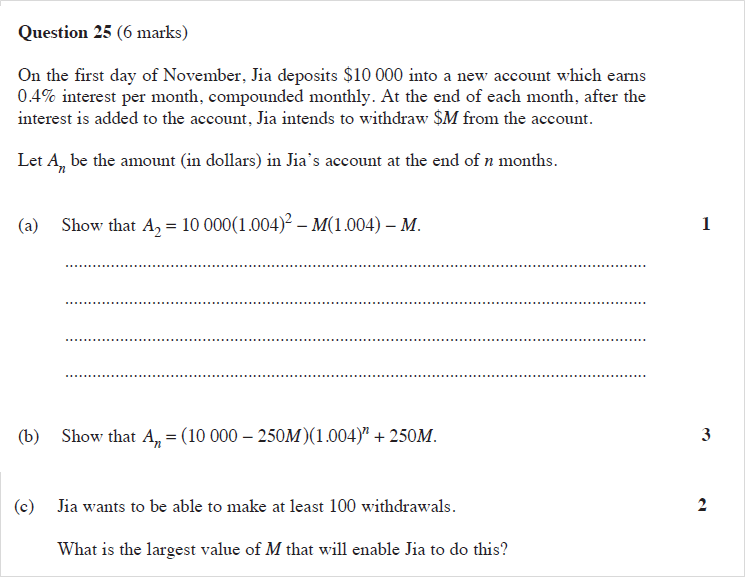 Question 25 (6 marks)
On the first day of November, Jia deposits $10 000 into a new account which earns
0.4% interest per month, compounded monthly. At the end of each month, after the
interest is added to the account, Jia intends to withdraw $M from the account.
Let Aₙ be the amount (in dollars) in Jia’s account at the end of n months.
(a) Show that A₂ = 10 000(1.004)² – M(1.004) – M. 1
(b) Show that Aₙ = (10 000 – 250M)(1.004)ⁿ + 250M. 3
(c) Jia wants to be able to make at least 100 withdrawals. 2
What is the largest value of M that will enable Jia to do this?